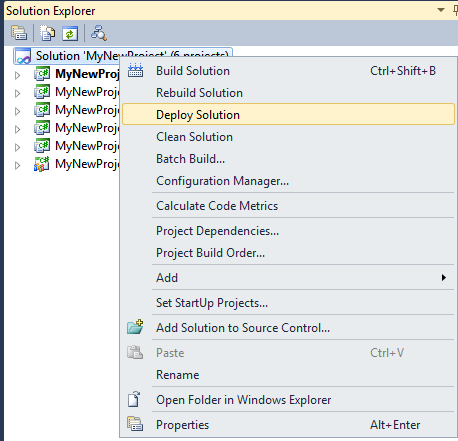 Solution Explorer
Solution 'MyNewProject' (6 projects)
MyNewProj
MyNewProje
MyNewProje
MyNewProje
MyNewProje
MyNewProje
Build Solution Ctrl+Shift+B
Rebuild Solution
Deploy Solution
Clean Solution
Batch Build...
Configuration Manager...
Calculate Code Metrics
Project Dependencies...
Project Build Order...
Add
Set StartUp Projects...
Add Solution to Source Control...
Paste Ctrl+V
Rename
Open Folder in Windows Explorer
Properties Alt+Enter